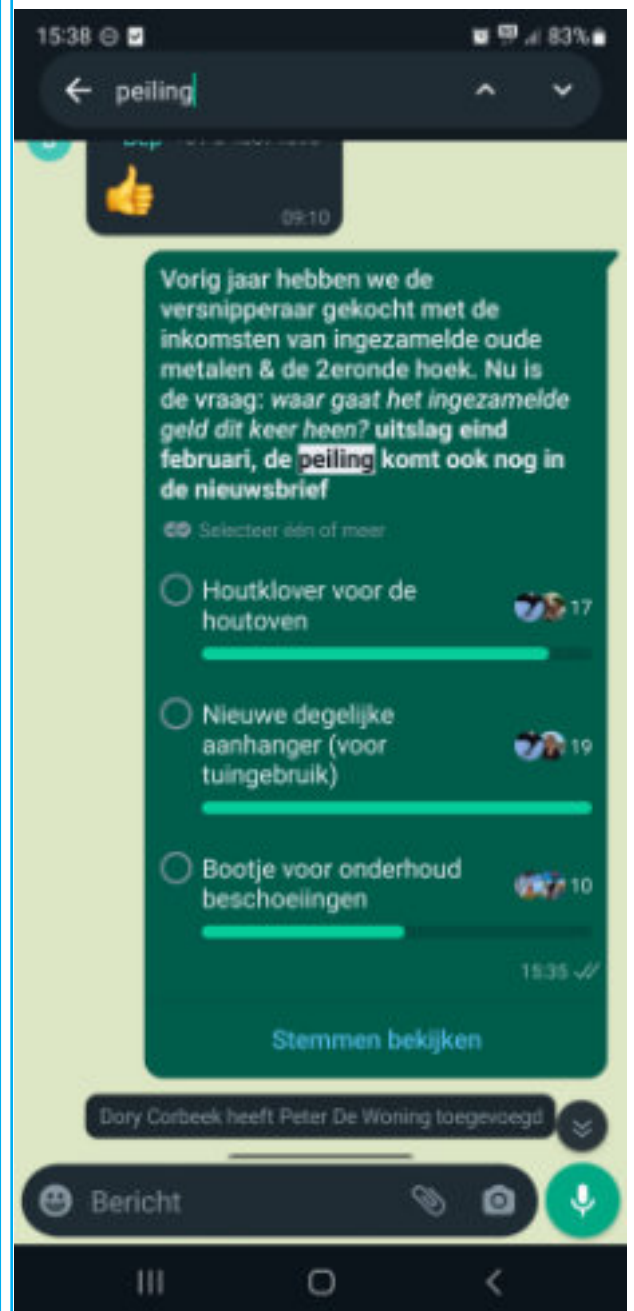 15:38
83%
peiling
09:10
Vorig jaar hebben we de
versnipperaar gekocht met de
inkomsten van ingezamelde oude
metalen & de 2eronde hoek. Nu is
de vraag: waar gaat het ingezamelde
geld dit keer heen? uitslag eind
februari, de peiling komt ook nog in
de nieuwsbrief
Selecteer één of meer
Houtklover voor de
houtoven
17
Nieuwe degelijke
aanhanger (voor
tuingebruik)
19
Bootje voor onderhoud
beschoeiingen
10
15:35
Stemmen bekijken
Dory Corbeek heeft Peter De Woning toegevoegd
Bericht